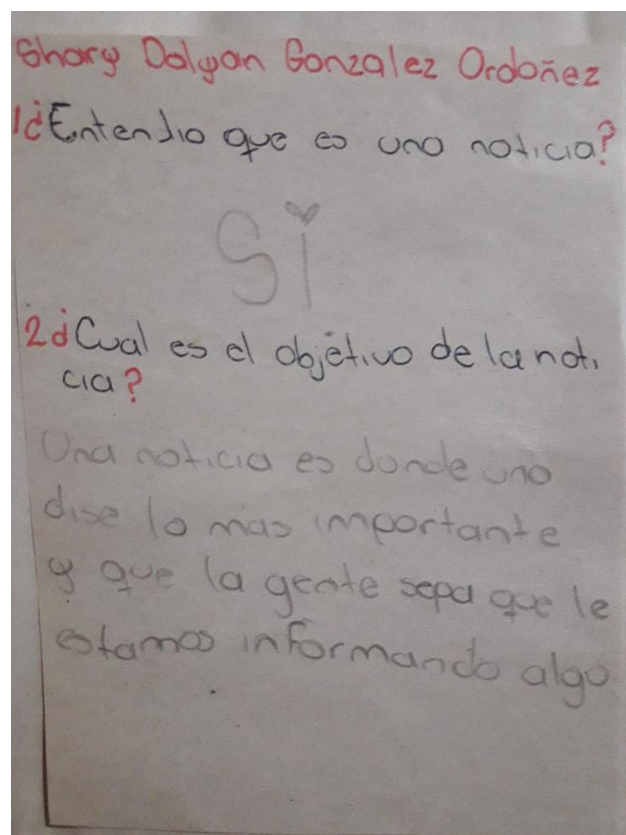 Shary Dalyan Gonzalez Ordoñez
1¿Entendio que es una noticia?
Si
2¿Cual es el objetivo de la noti
cia?
Una noticia es donde uno
dise lo mas importante
y que la gente sepa que le
estamos informando algo